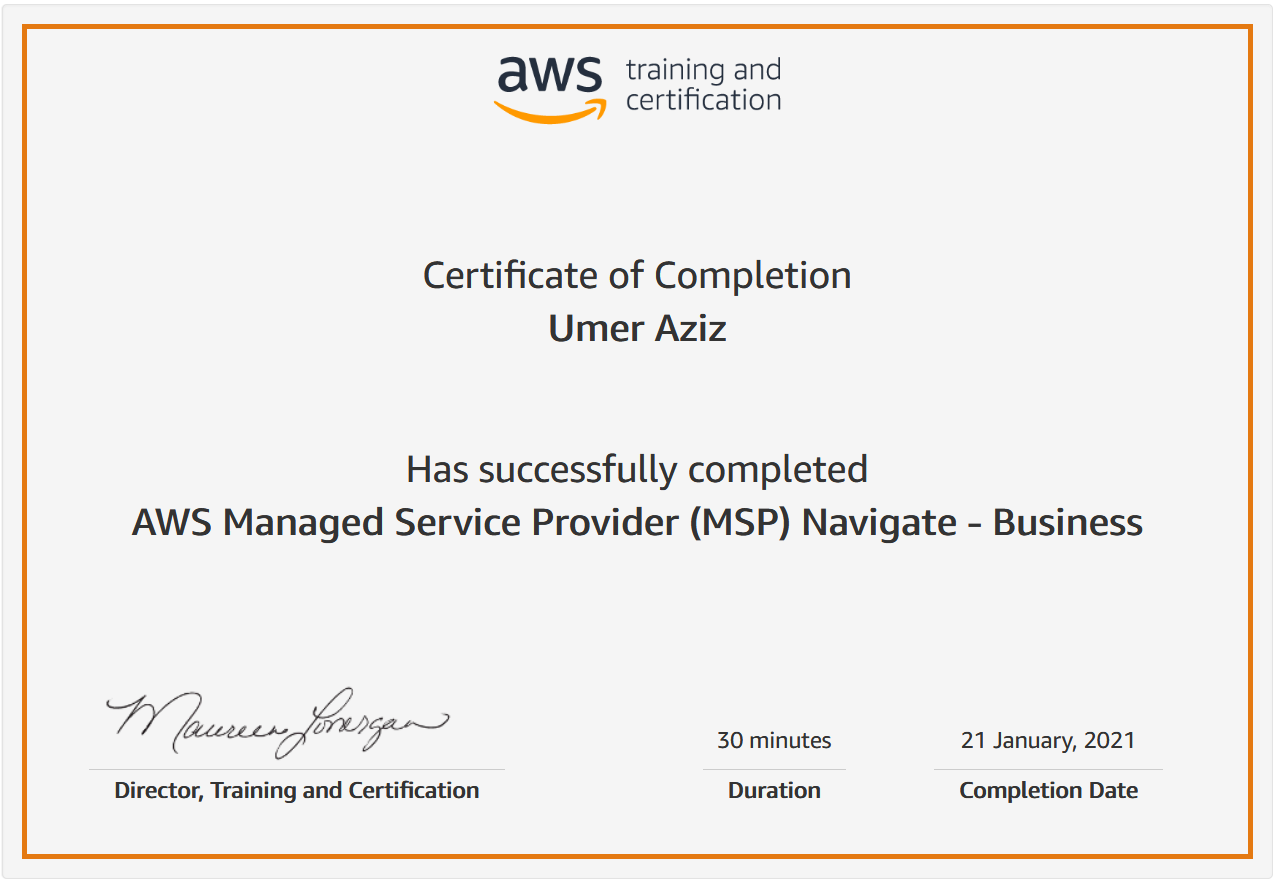 aws training and
certification
Certificate of Completion
Umer Aziz
Has successfully completed
AWS Managed Service Provider (MSP) Navigate - Business
Maureen Lonergan
Director, Training and Certification
30 minutes
Duration
21 January, 2021
Completion Date